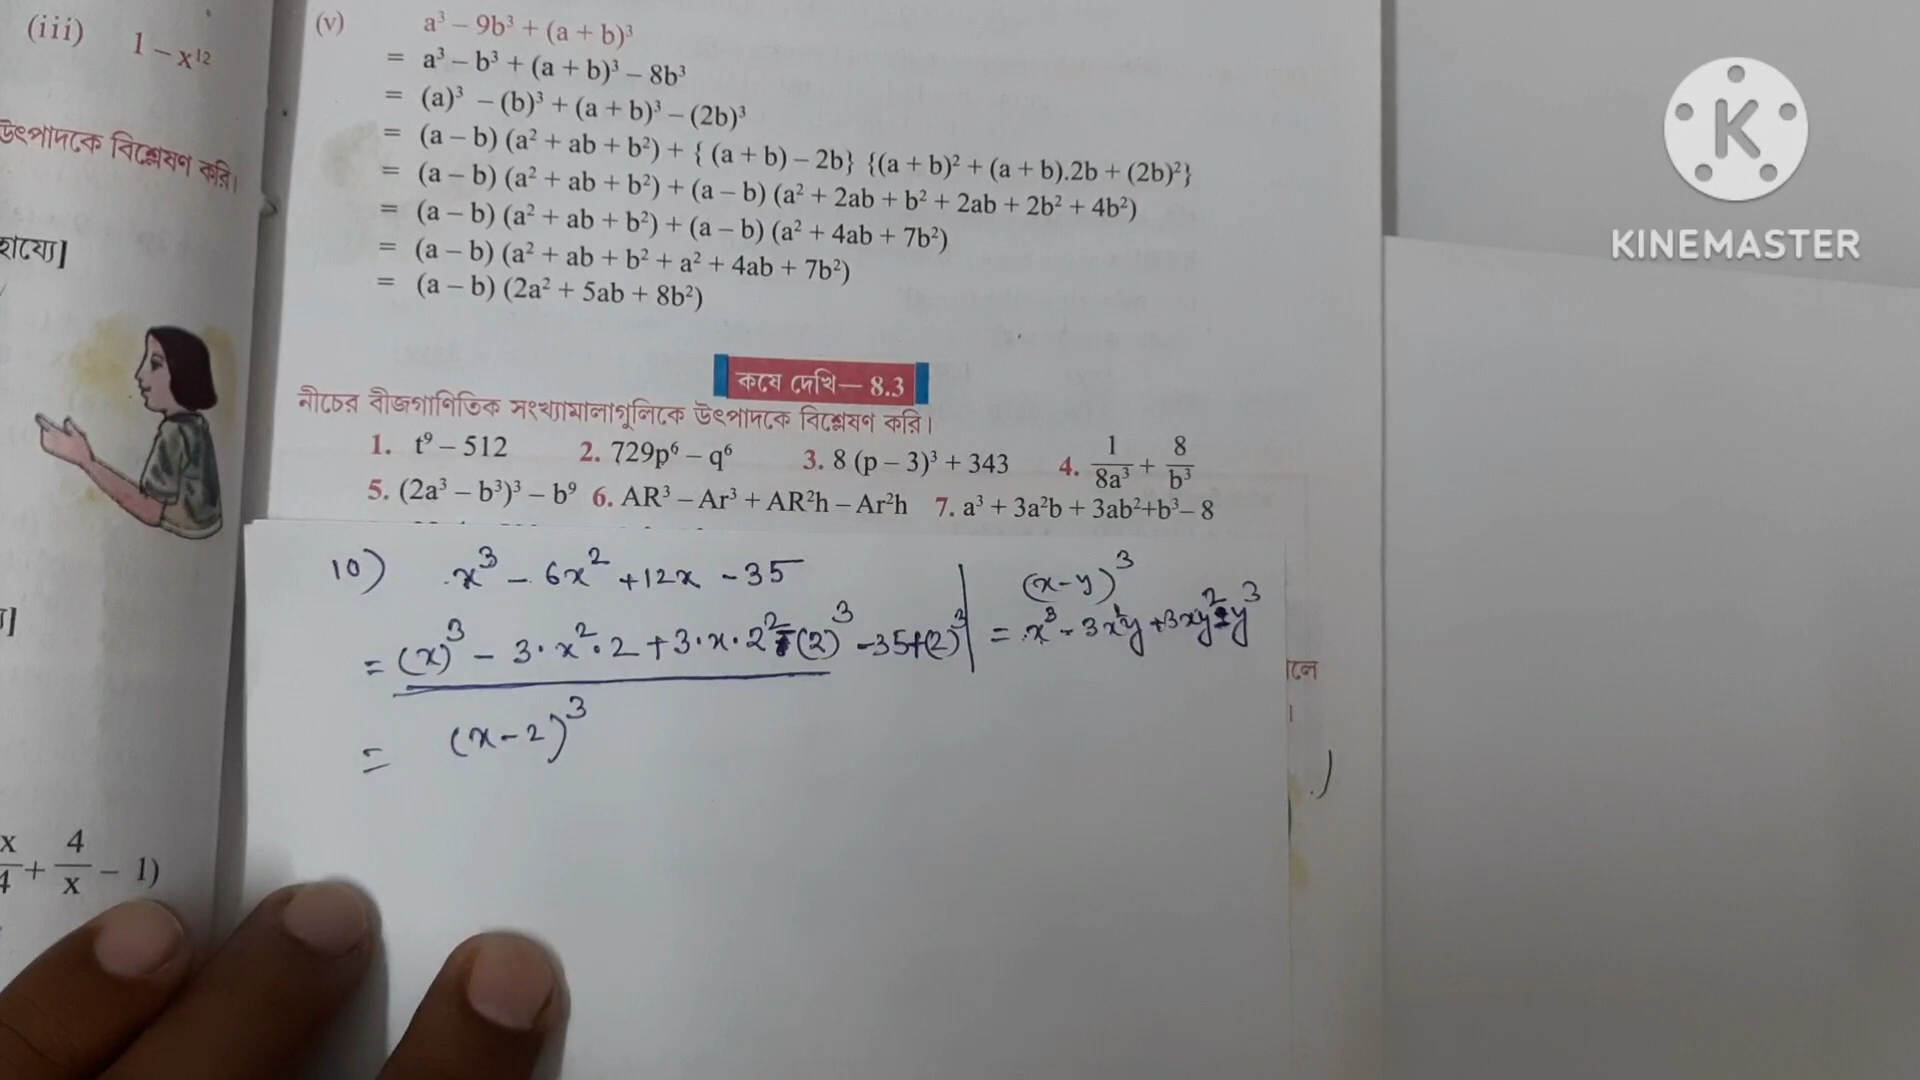 (iii) 1 – x¹²
উৎপাদকে বিশ্লেষণ করি।
x/4 + 4/x – 1)
(v) a³ – 9b³ + (a + b)³
= a³ – b³ + (a + b)³ – 8b³
= (a)³ – (b)³ + (a + b)³ – (2b)³
= (a – b) (a² + ab + b²) + { (a + b) – 2b} {(a + b)² + (a + b).2b + (2b)²}
= (a – b) (a² + ab + b²) + (a – b) (a² + 2ab + b² + 2ab + 2b² + 4b²)
= (a – b) (a² + ab + b²) + (a – b) (a² + 4ab + 7b²)
= (a – b) (a² + ab + b² + a² + 4ab + 7b²)
= (a – b) (2a² + 5ab + 8b²)
কষে দেখি— 8.3
নীচের বীজগাণিতিক সংখ্যামালাগুলিকে উৎপাদকে বিশ্লেষণ করি।
1. t⁹ – 512 2. 729p⁶ – q⁶ 3. 8 (p – 3)³ + 343 4. 1/8a³ + 8/b³
5. (2a³ – b³)³ – b⁹ 6. AR³ – Ar³ + AR²h – Ar²h 7. a³ + 3a²b + 3ab²+b³– 8
10) x³ – 6x² + 12x – 35
= (x)³ – 3·x²·2 + 3·x·2² – (2)³ – 35 + (2)³
= (x – 2)³
(x – y)³
= x³ – 3x²y + 3xy² – y³
KINEMASTER